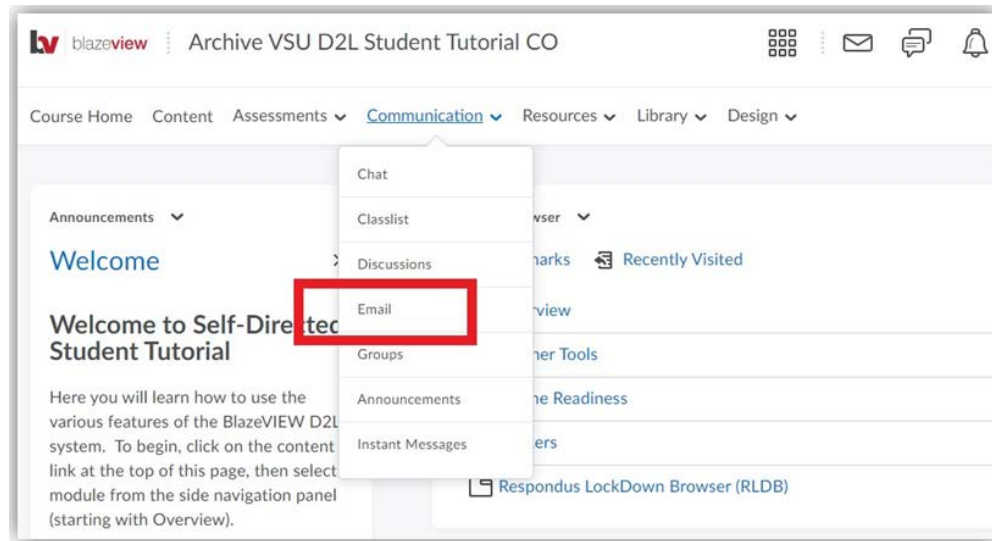 blazeview Archive VSU D2L Student Tutorial CO
Course Home Content Assessments Communication Resources Library Design
Chat
Classlist
Discussions
Email
Groups
Announcements
Instant Messages
Announcements
Welcome
Welcome to Self-Directed
Student Tutorial
Here you will learn how to use the
various features of the BlazeVIEW D2L
system. To begin, click on the content
link at the top of this page, then select
module from the side navigation panel
(starting with Overview).
Recently Visited
Respondus LockDown Browser (RLDB)